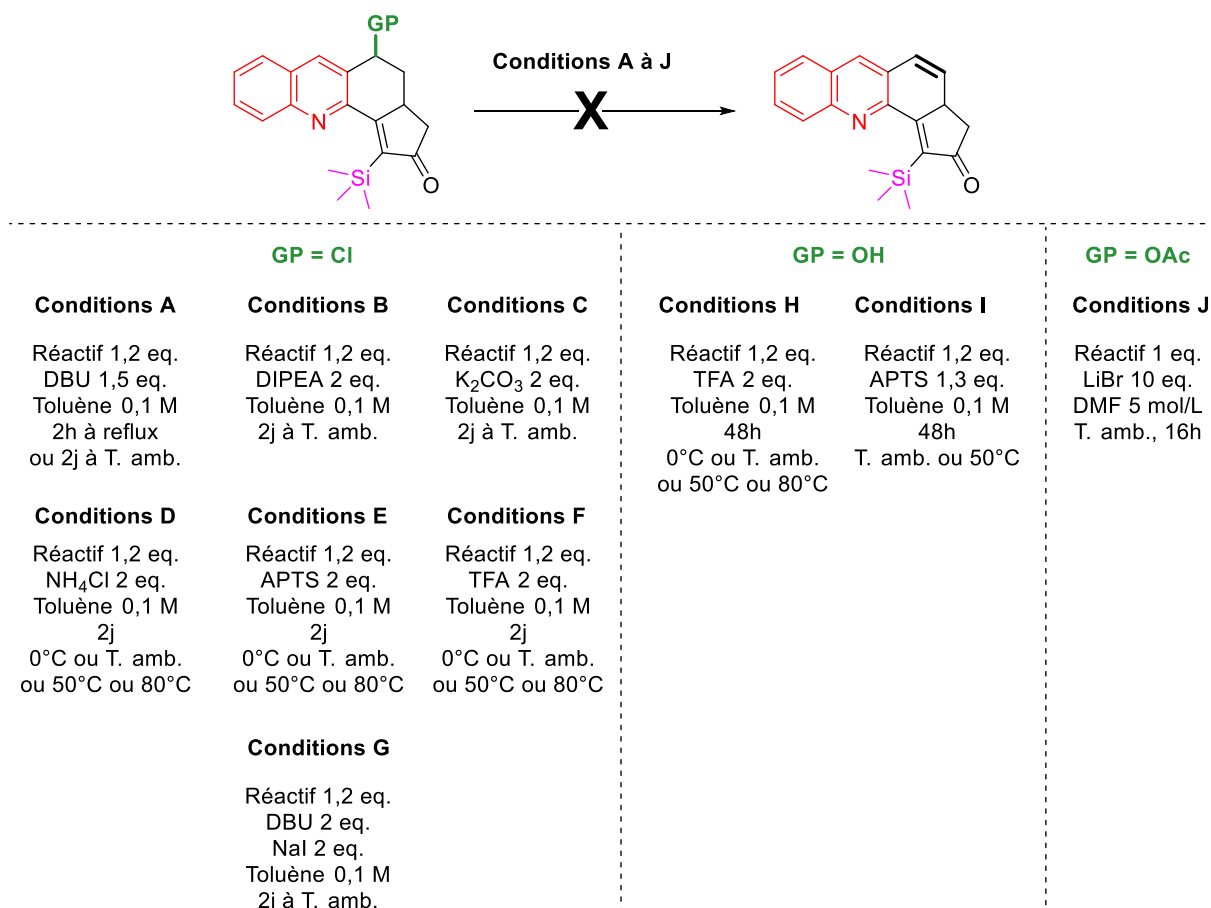 GP
Conditions A à J
X
N
Si
O
N
Si
O
GP = Cl
GP = OH
GP = OAc
Conditions A
Réactif 1,2 eq.
DBU 1,5 eq.
Toluène 0,1 M
2h à reflux
ou 2j à T. amb.
Conditions B
Réactif 1,2 eq.
DIPEA 2 eq.
Toluène 0,1 M
2j à T. amb.
Conditions C
Réactif 1,2 eq.
K₂CO₃ 2 eq.
Toluène 0,1 M
2j à T. amb.
Conditions H
Réactif 1,2 eq.
TFA 2 eq.
Toluène 0,1 M
48h
0°C ou T. amb.
ou 50°C ou 80°C
Conditions I
Réactif 1,2 eq.
APTS 1,3 eq.
Toluène 0,1 M
48h
T. amb. ou 50°C
Conditions J
Réactif 1 eq.
LiBr 10 eq.
DMF 5 mol/L
T. amb., 16h
Conditions D
Réactif 1,2 eq.
NH₄Cl 2 eq.
Toluène 0,1 M
2j
0°C ou T. amb.
ou 50°C ou 80°C
Conditions E
Réactif 1,2 eq.
APTS 2 eq.
Toluène 0,1 M
2j
0°C ou T. amb.
ou 50°C ou 80°C
Conditions F
Réactif 1,2 eq.
TFA 2 eq.
Toluène 0,1 M
2j
0°C ou T. amb.
ou 50°C ou 80°C
Conditions G
Réactif 1,2 eq.
DBU 2 eq.
NaI 2 eq.
Toluène 0,1 M
2j à T. amb.